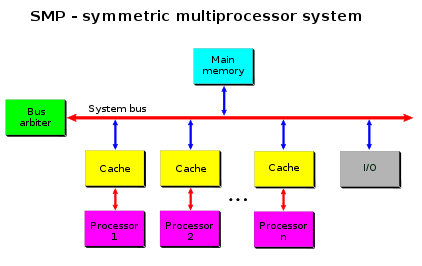 SMP - symmetric multiprocessor system
Main
memory
Bus
arbiter
System bus
Cache
Cache
Cache
I/O
...
Processor
1
Processor
2
Processor
n